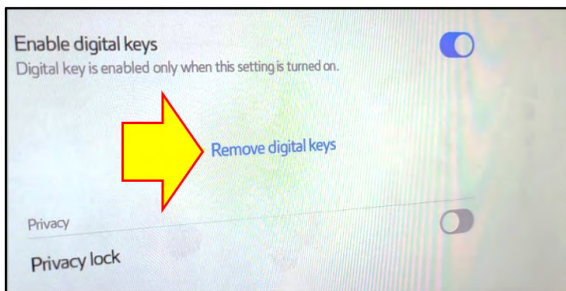 Enable digital keys
Digital key is enabled only when this setting is turned on.
Remove digital keys
Privacy
Privacy lock